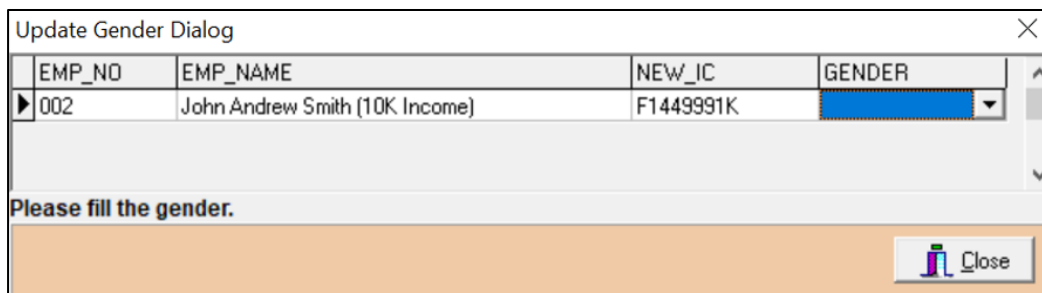 Update Gender Dialog
EMP_NO EMP_NAME NEW_IC GENDER
002 John Andrew Smith (10K Income) F1449991K
Please fill the gender.
Close